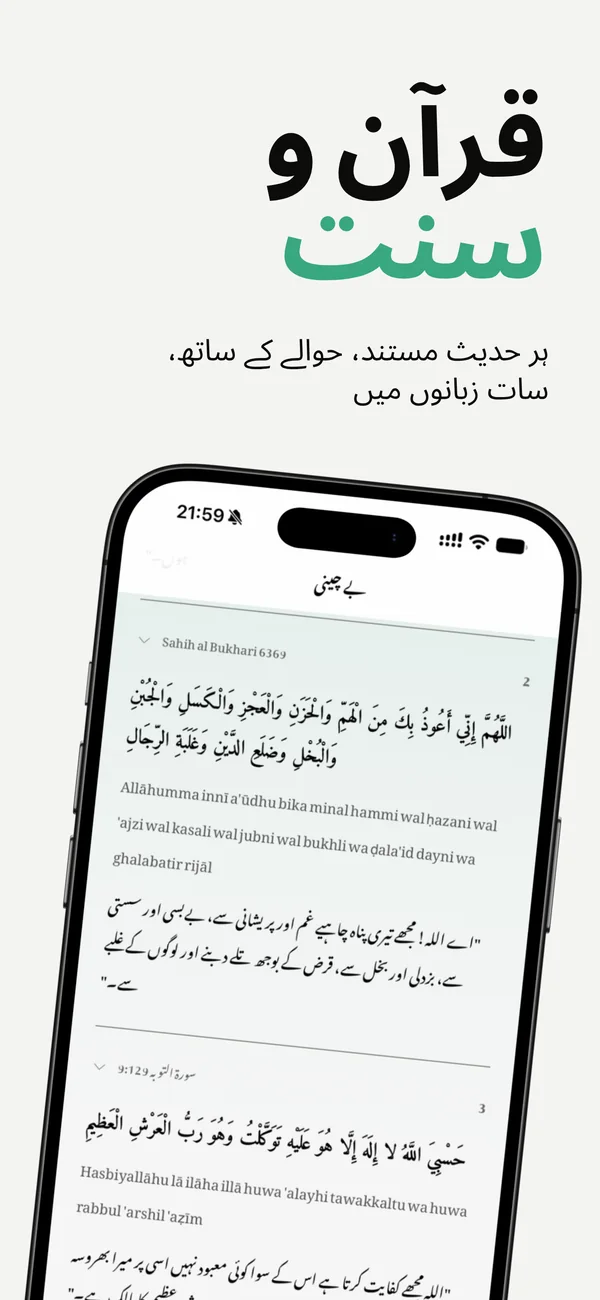 قرآن و
سنت
ہر حدیث مستند، حوالے کے ساتھ،
سات زبانوں میں
21:59
ہوں۔"
بے چینی
Sahih al Bukhari 6369
2
اللَّهُمَّ إِنِّي أَعُوذُ بِكَ مِنَ الْهَمِّ وَالْحَزَنِ وَالْعَجْزِ وَالْكَسَلِ وَالْجُبْنِ
وَالْبُخْلِ وَضَلَعِ الدَّيْنِ وَغَلَبَةِ الرِّجَالِ
Allāhumma innī a'ūdhu bika minal hammi wal ḥazani wal
'ajzi wal kasali wal jubni wal bukhli wa ḍala'id dayni wa
ghalabatir rijāl
"اے اللہ! مجھے تیری پناہ چاہیے غم اور پریشانی سے، بے بسی اور سستی
سے، بزدلی اور بخل سے، قرض کے بوجھ تلے دبنے اور لوگوں کے غلبے
سے۔"
سورة التوبہ 9:129
3
حَسْبِيَ اللَّهُ لا إِلَهَ إِلَّا هُوَ عَلَيْهِ تَوَكَّلْتُ وَهُوَ رَبُّ الْعَرْشِ الْعَظِيمِ
Hasbiyallāhu lā ilāha illā huwa 'alayhi tawakkaltu wa huwa
rabbul 'arshil 'aẓīm
"اللہ مجھے کفایت کرتا ہے اس کے سوا کوئی معبود نہیں اسی پر میرا بھروسہ